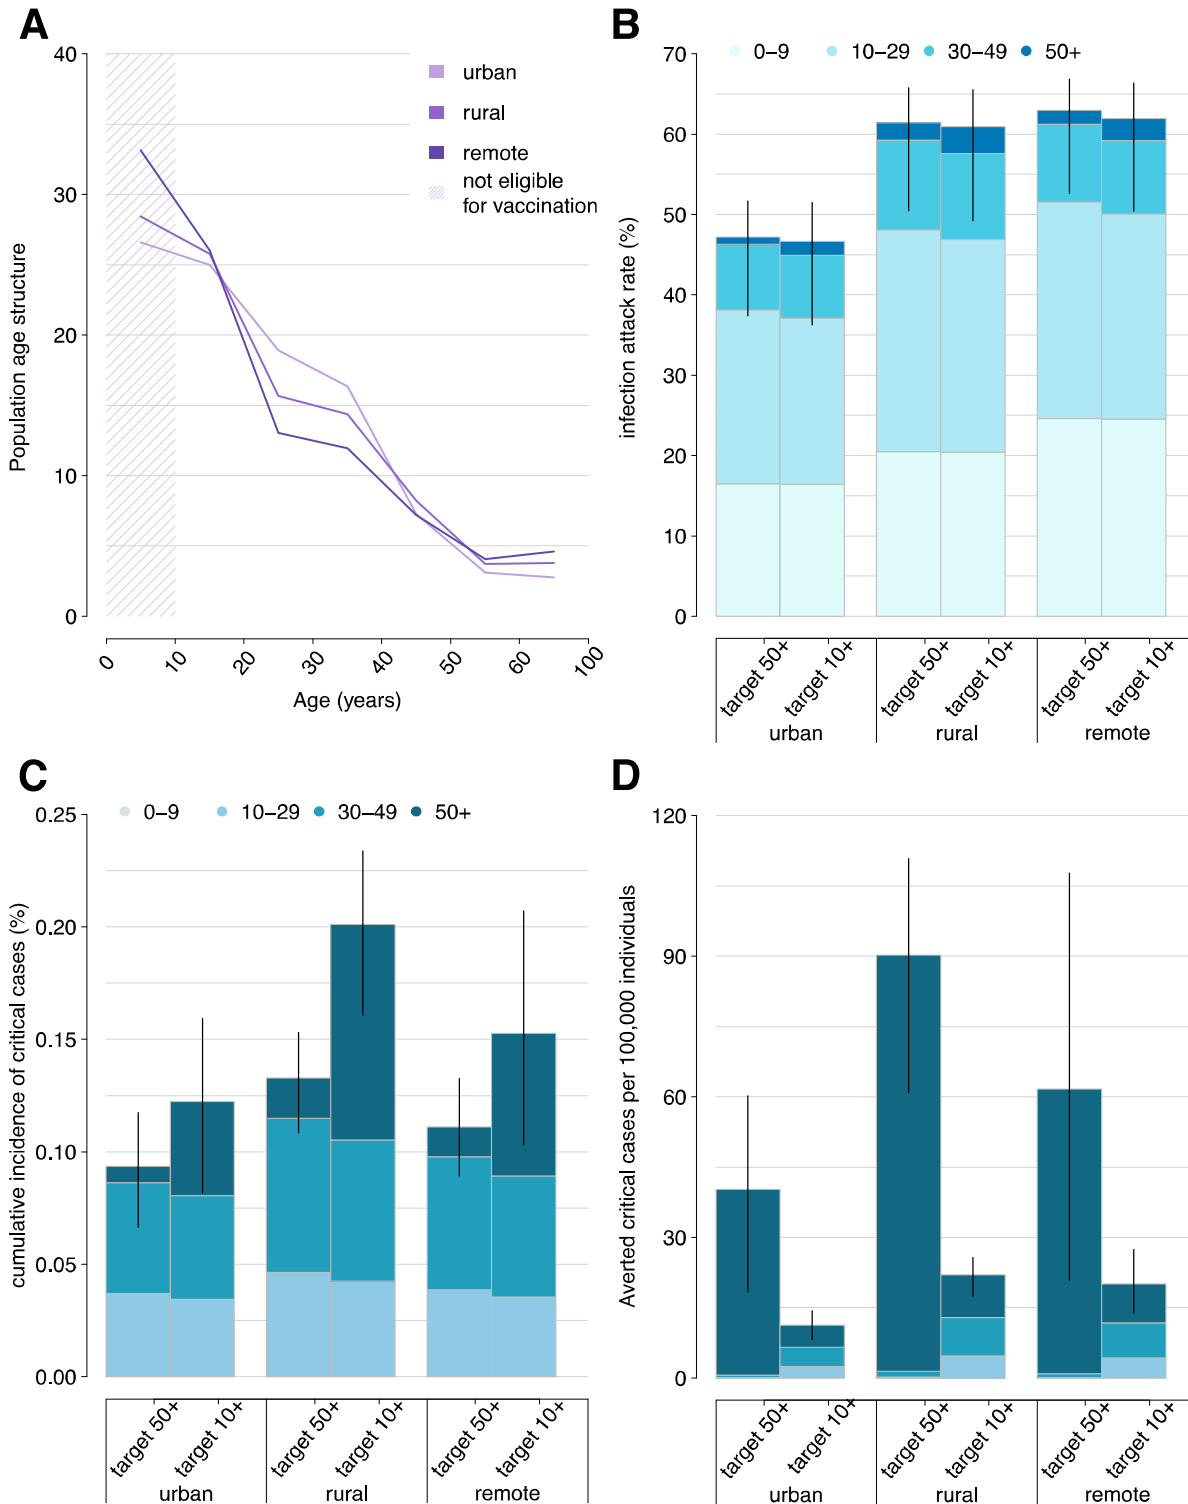 A
40
30
20
10
0
Population age structure
urban
rural
remote
not eligible
for vaccination
0
10
20
30
40
50
60
100
Age (years)
B
0–9
10–29
30–49
50+
70
60
50
40
30
20
10
0
infection attack rate (%)
target 50+
target 10+
target 50+
target 10+
target 50+
target 10+
urban
rural
remote
C
0–9
10–29
30–49
50+
0.25
0.20
0.15
0.10
0.05
0.00
cumulative incidence of critical cases (%)
target 50+
target 10+
target 50+
target 10+
target 50+
target 10+
urban
rural
remote
D
120
90
60
30
0
Averted critical cases per 100,000 individuals
target 50+
target 10+
target 50+
target 10+
target 50+
target 10+
urban
rural
remote